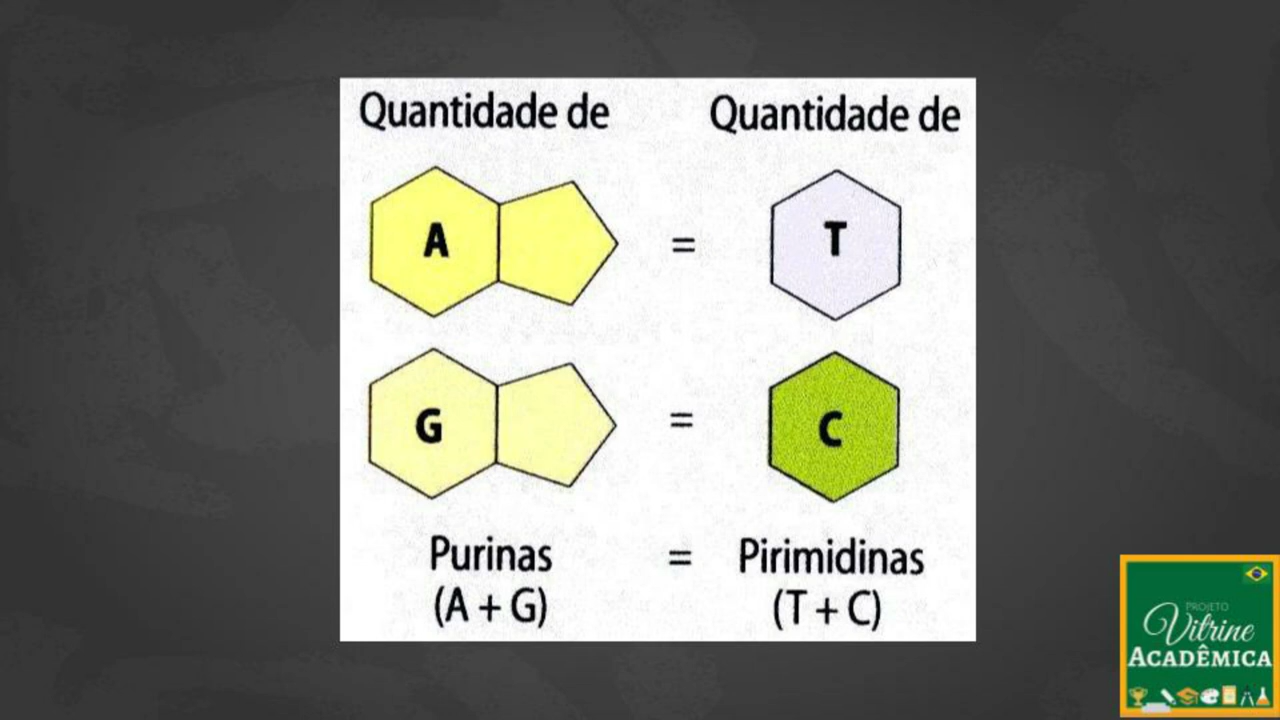 Quantidade de
Quantidade de
A = T
G = C
Purinas = Pirimidinas
(A + G)
(T + C)
PROJETO
Vitrine
ACADÊMICA